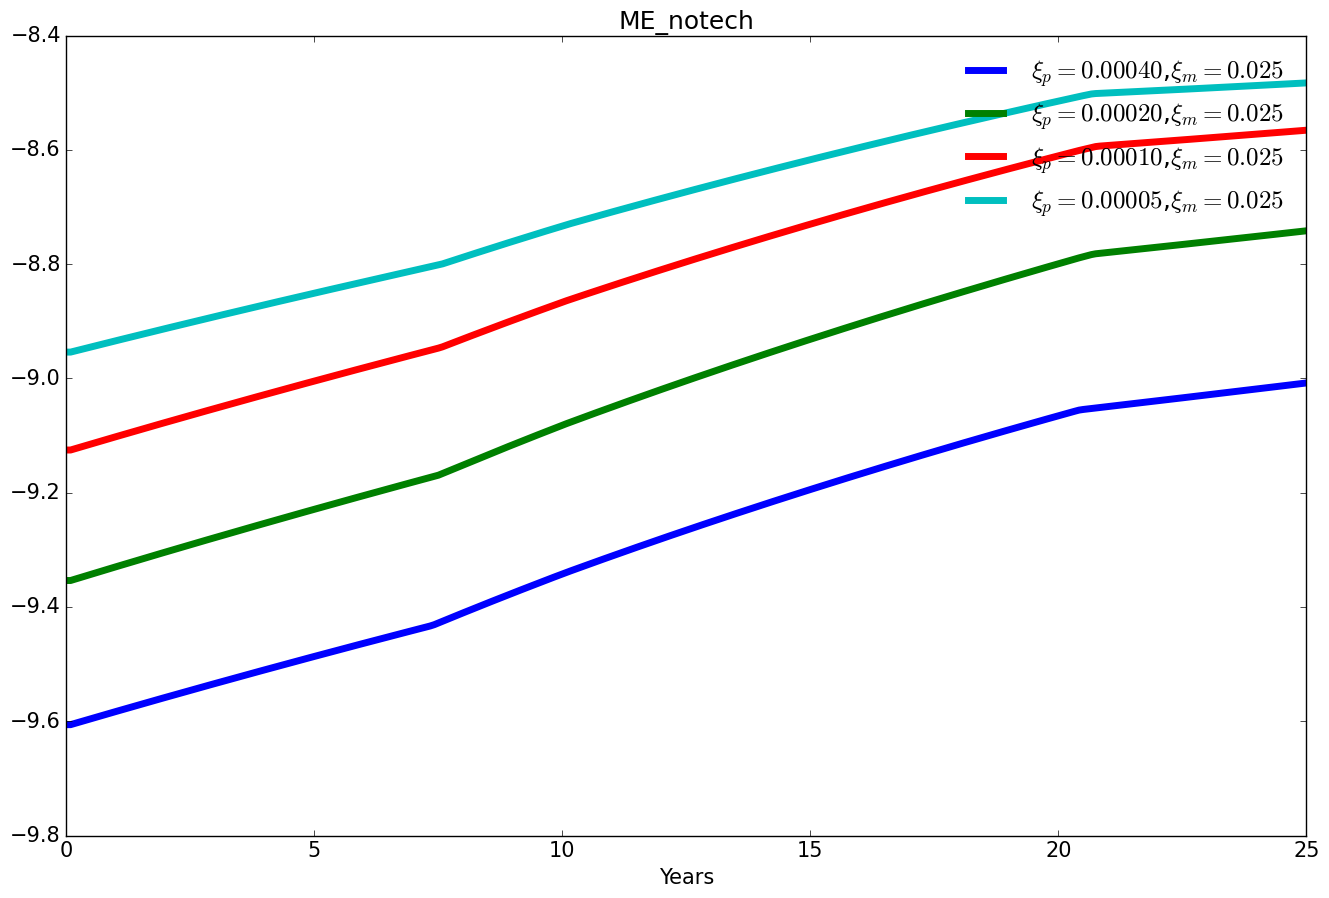 ME_notech
−8.4
−8.6
−8.8
−9.0
−9.2
−9.4
−9.6
−9.8
ξₚ = 0.00040,ξₘ = 0.025
ξₚ = 0.00020,ξₘ = 0.025
ξₚ = 0.00010,ξₘ = 0.025
ξₚ = 0.00005,ξₘ = 0.025
0 5 10 15 20 25
Years